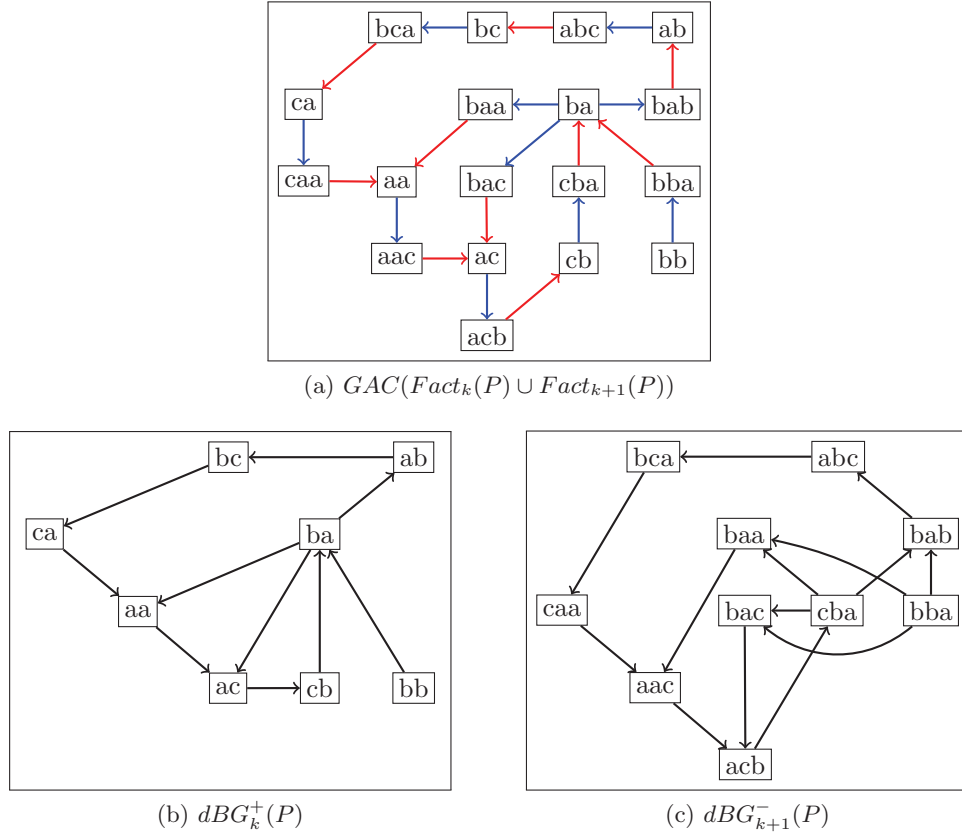 bca bc abc ab
ca baa ba bab
caa aa bac cba bba
aac ac cb bb
acb
(a) GAC(Fact_k(P) ∪ Fact_{k+1}(P))
bc ab
ca ba
aa
ac cb bb
(b) dBG_k^+(P)
bca abc
baa bab
caa bac cba bba
aac
acb
(c) dBG_{k+1}^-(P)